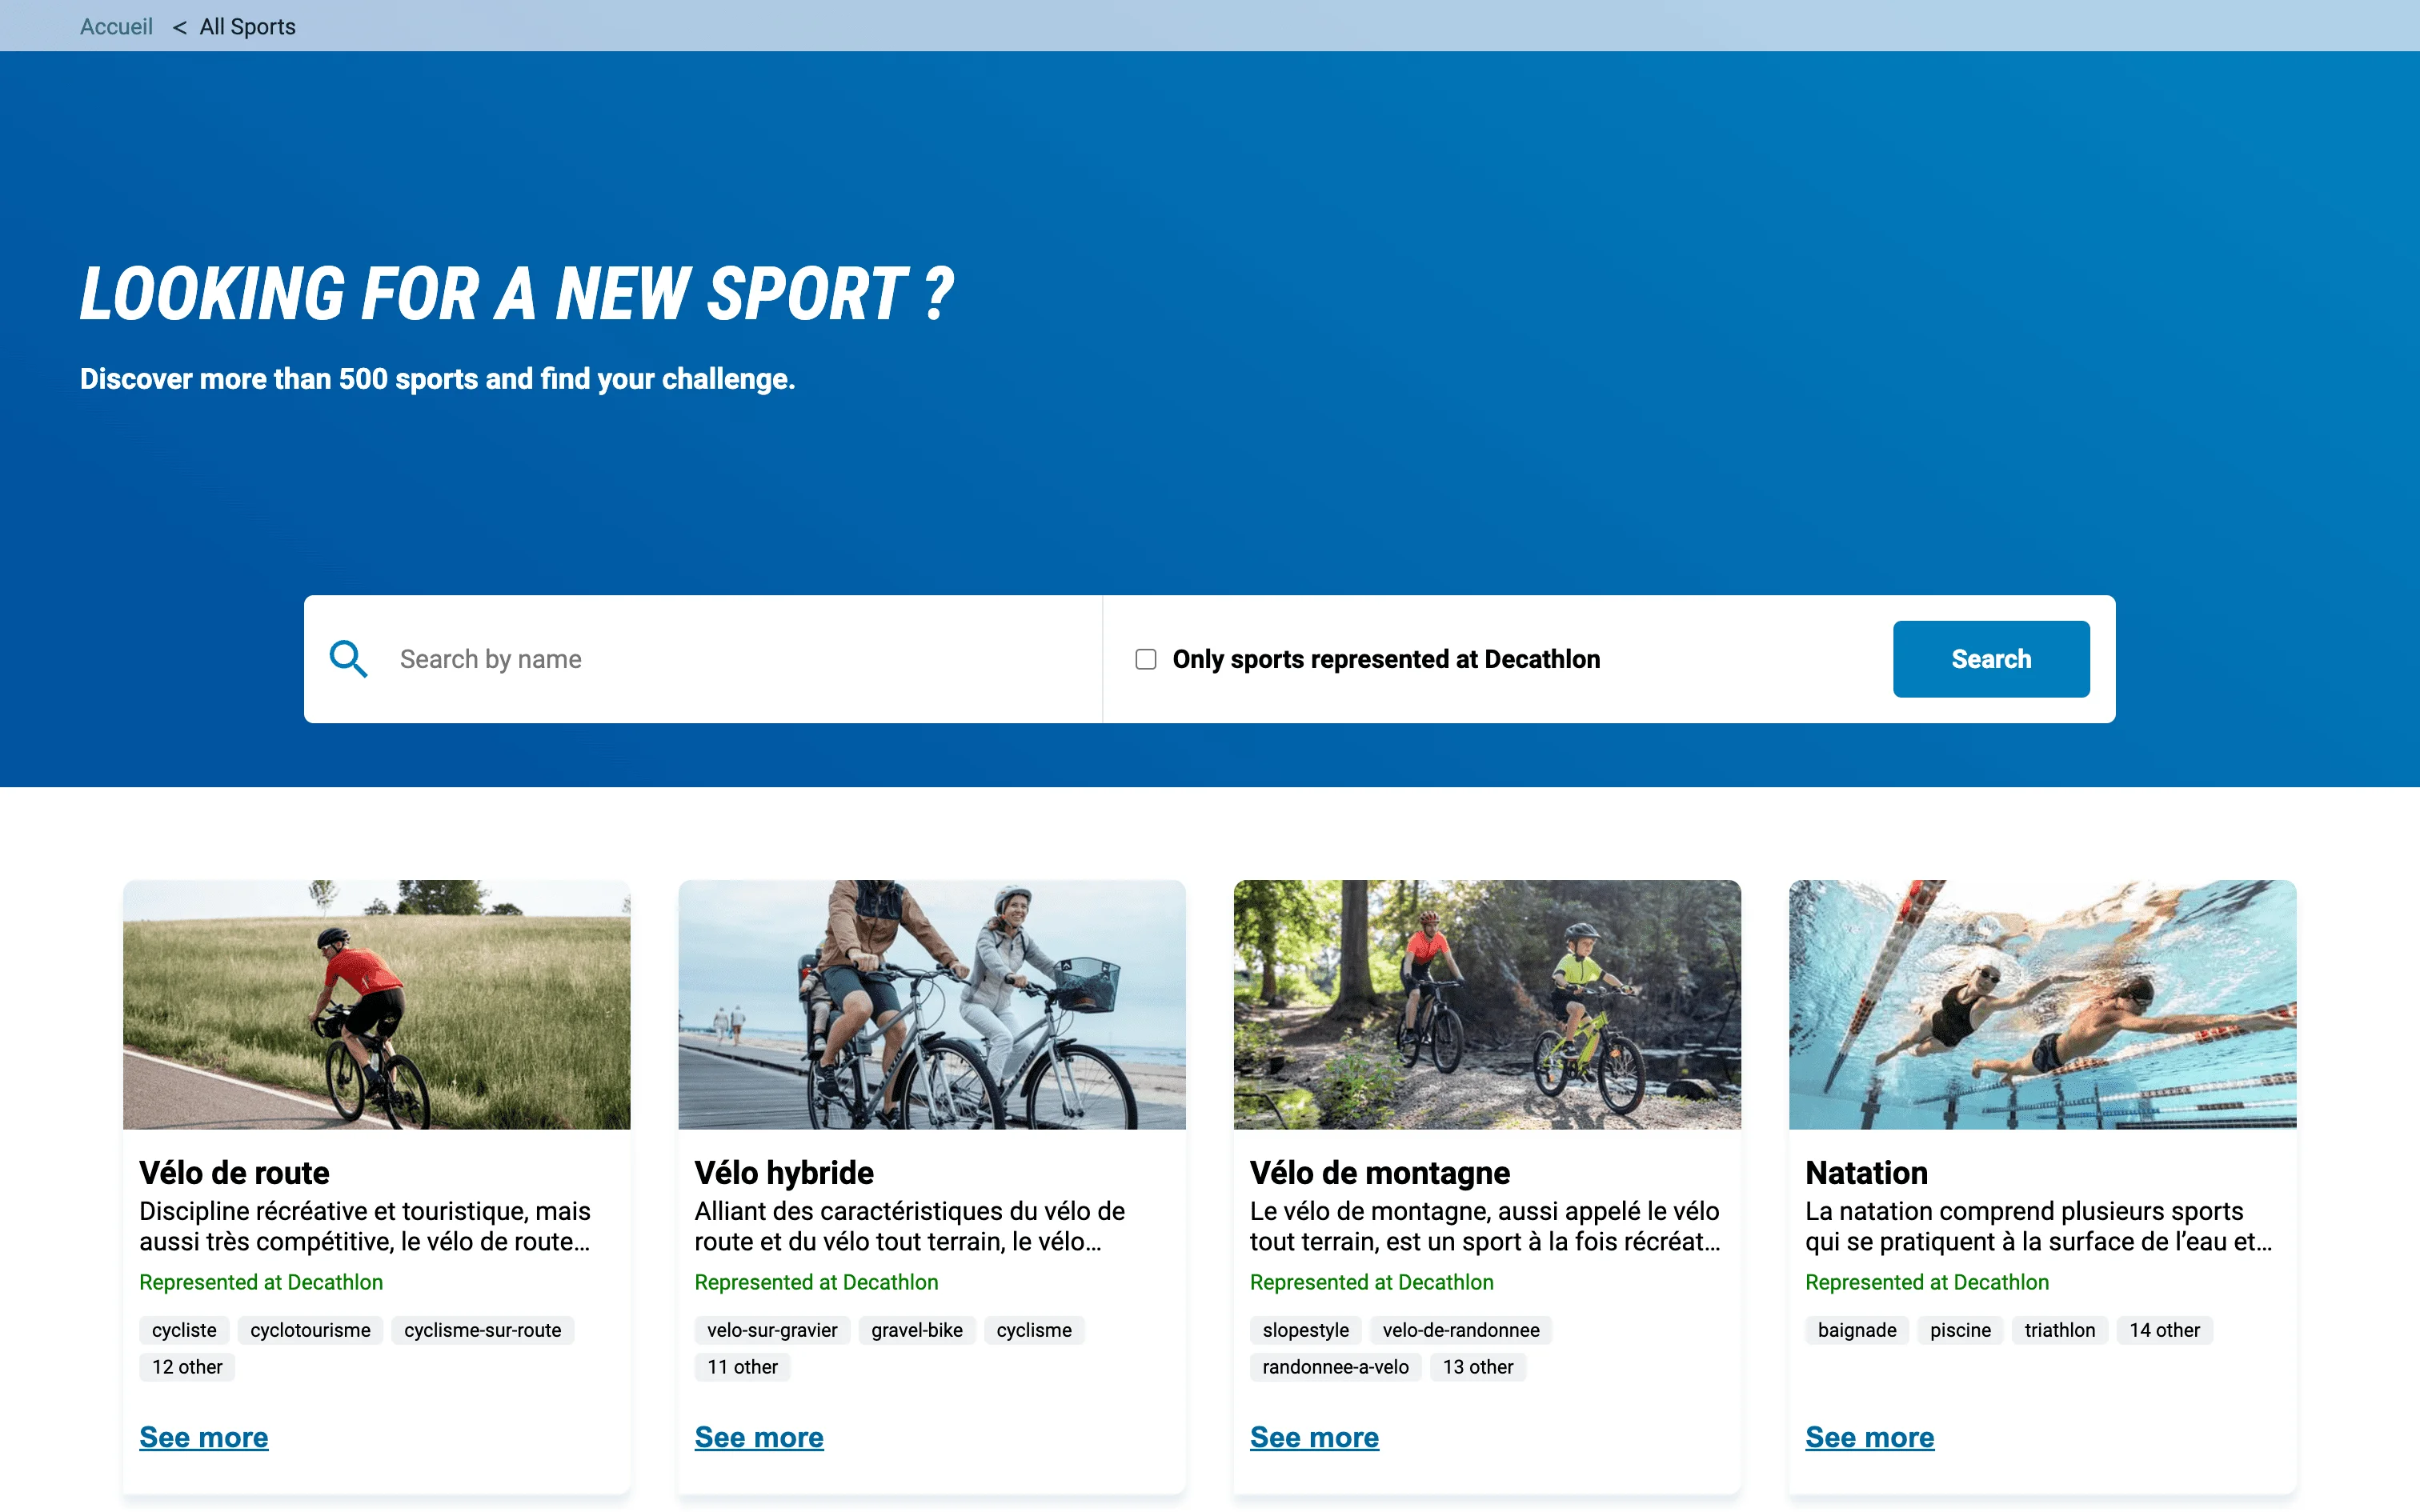 Accueil < All Sports
LOOKING FOR A NEW SPORT ?
Discover more than 500 sports and find your challenge.
Search by name
Only sports represented at Decathlon
Search
Vélo de route
Discipline récréative et touristique, mais
aussi très compétitive, le vélo de route...
Represented at Decathlon
cycliste cyclotourisme cyclisme-sur-route
12 other
See more
Vélo hybride
Alliant des caractéristiques du vélo de
route et du vélo tout terrain, le vélo...
Represented at Decathlon
velo-sur-gravier gravel-bike cyclisme
11 other
See more
Vélo de montagne
Le vélo de montagne, aussi appelé le vélo
tout terrain, est un sport à la fois récréat...
Represented at Decathlon
slopestyle velo-de-randonnee
randonnee-a-velo 13 other
See more
Natation
La natation comprend plusieurs sports
qui se pratiquent à la surface de l’eau et...
Represented at Decathlon
baignade piscine triathlon 14 other
See more